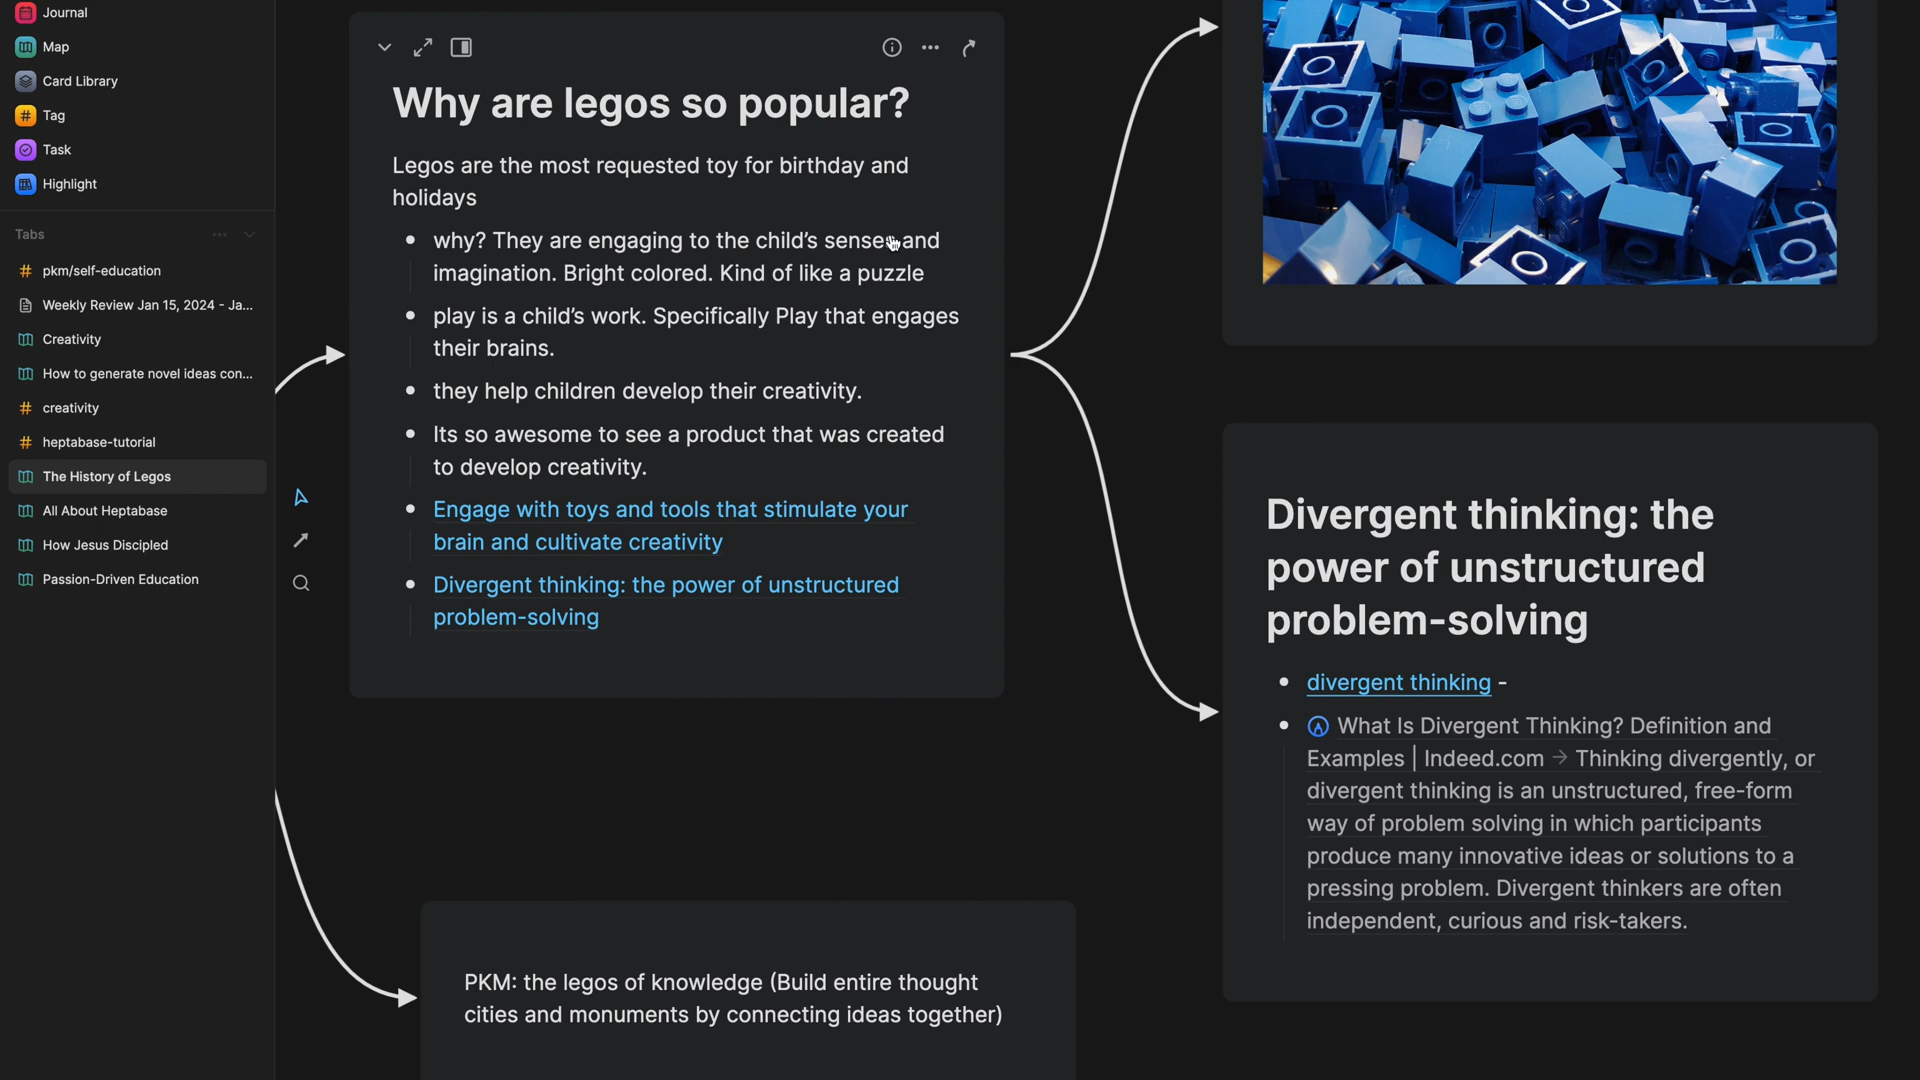 Journal
Map
Card Library
Tag
Task
Highlight
Tabs
pkm/self-education
Weekly Review Jan 15, 2024 - Ja...
Creativity
How to generate novel ideas con...
creativity
heptabase-tutorial
The History of Legos
All About Heptabase
How Jesus Discipled
Passion-Driven Education
Why are legos so popular?
Legos are the most requested toy for birthday and
holidays
why? They are engaging to the child’s senses and
imagination. Bright colored. Kind of like a puzzle
play is a child’s work. Specifically Play that engages
their brains.
they help children develop their creativity.
Its so awesome to see a product that was created
to develop creativity.
Engage with toys and tools that stimulate your
brain and cultivate creativity
Divergent thinking: the power of unstructured
problem-solving
PKM: the legos of knowledge (Build entire thought
cities and monuments by connecting ideas together)
Divergent thinking: the
power of unstructured
problem-solving
divergent thinking -
What Is Divergent Thinking? Definition and
Examples | Indeed.com → Thinking divergently, or
divergent thinking is an unstructured, free-form
way of problem solving in which participants
produce many innovative ideas or solutions to a
pressing problem. Divergent thinkers are often
independent, curious and risk-takers.